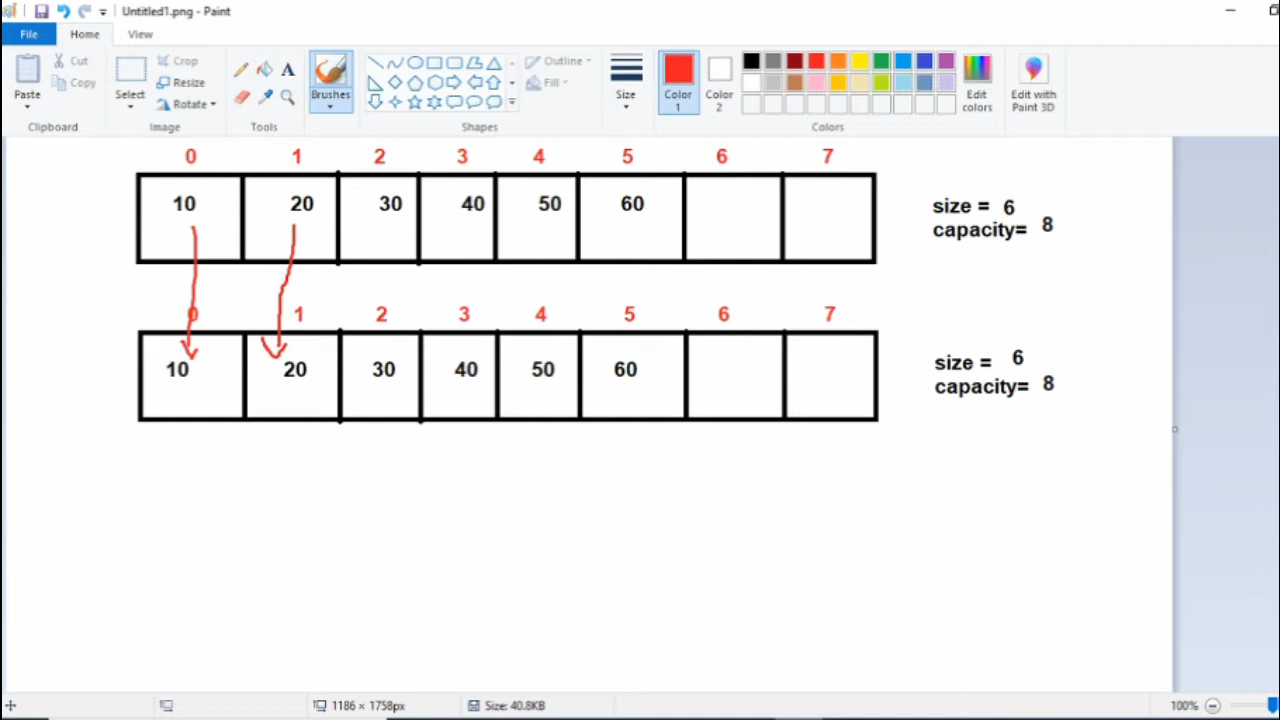 Untitled1.png - Paint
File Home View
Cut
Copy
Paste
Clipboard
Select
Crop
Resize
Rotate
Image
A
Tools
Brushes
Outline
Fill
Shapes
Size
Color
1
Color
2
Edit
colors
Edit with
Paint 3D
Colors
0 1 2 3 4 5 6 7
10 20 30 40 50 60
size = 6
capacity= 8
0 1 2 3 4 5 6 7
10 20 30 40 50 60
size = 6
capacity= 8
1186 × 1758px
Size: 40.8KB
100%